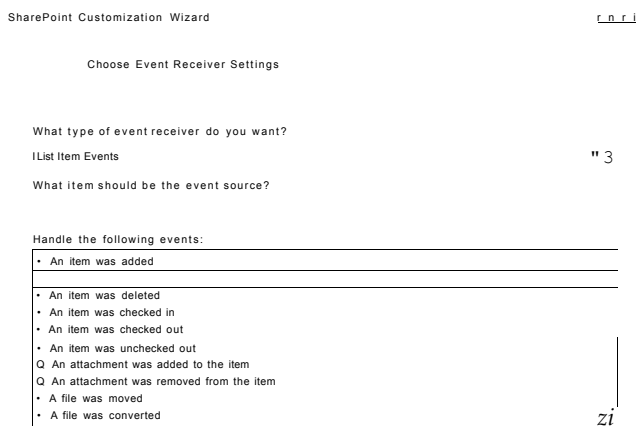 SharePoint Customization Wizard
r n r i
Choose Event Receiver Settings
What type of event receiver do you want?
IList Item Events
" 3
What item should be the event source?
Handle the following events:
• An item was added
• An item was deleted
• An item was checked in
• An item was checked out
• An item was unchecked out
Q An attachment was added to the item
Q An attachment was removed from the item
• A file was moved
• A file was converted
zi